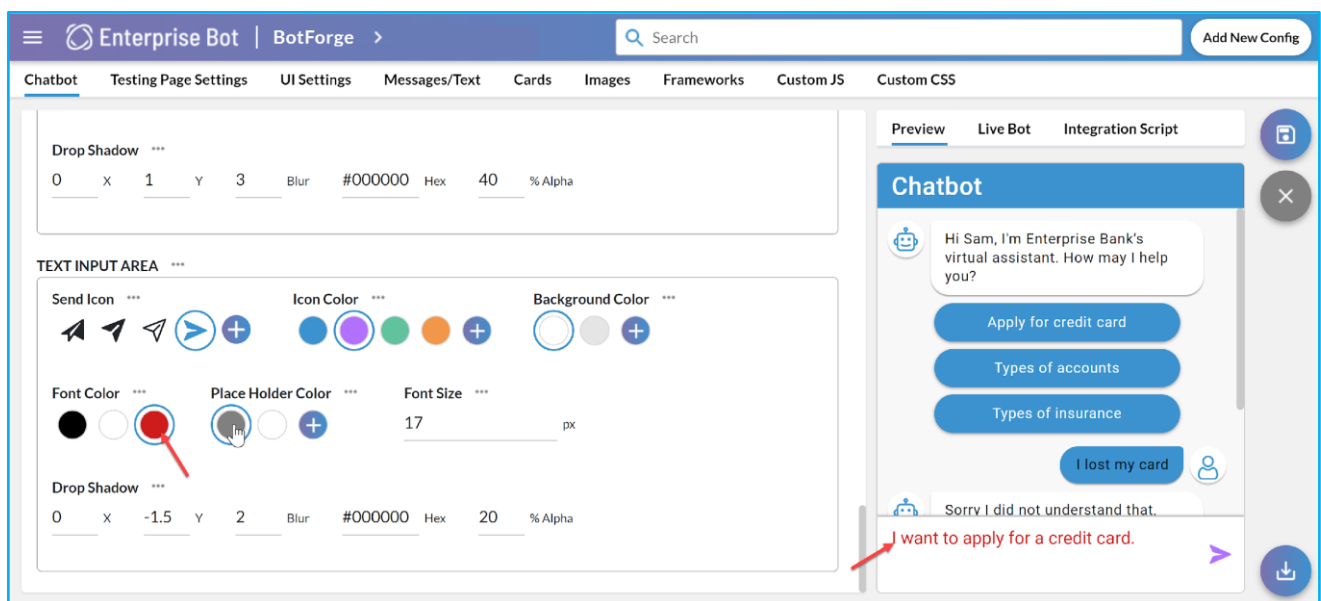 Enterprise Bot | BotForge >
Search
Add New Config
Chatbot Testing Page Settings UI Settings Messages/Text Cards Images Frameworks Custom JS Custom CSS
Drop Shadow ...
0 X 1 Y 3 Blur #000000 Hex 40 % Alpha
TEXT INPUT AREA ...
Send Icon ... Icon Color ... Background Color ...
Font Color ... Place Holder Color ... Font Size ...
17 px
Drop Shadow ...
0 X -1.5 Y 2 Blur #000000 Hex 20 % Alpha
Preview Live Bot Integration Script
Chatbot
Hi Sam, I'm Enterprise Bank's
virtual assistant. How may I help
you?
Apply for credit card
Types of accounts
Types of insurance
I lost my card
Sorry I did not understand that.
I want to apply for a credit card.